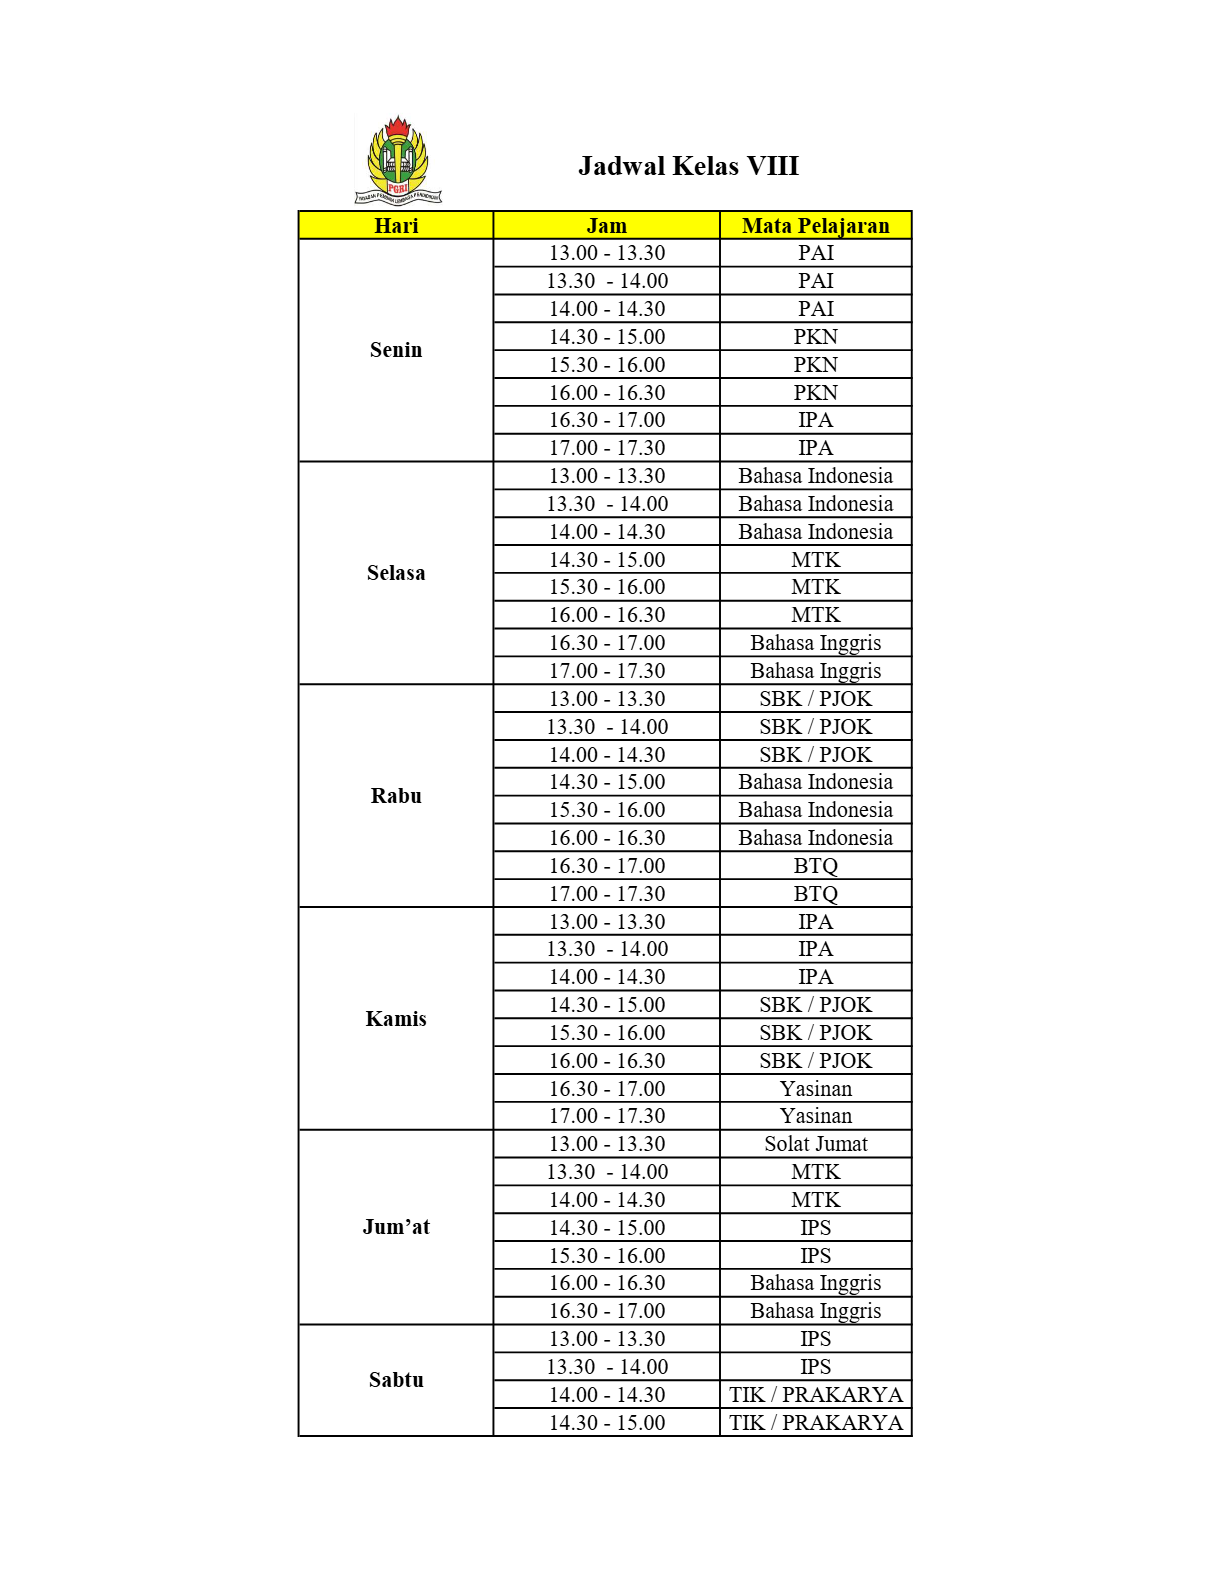 PGRI
Jadwal Kelas VIII
Hari Jam Mata Pelajaran
Senin
13.00 - 13.30 PAI
13.30 - 14.00 PAI
14.00 - 14.30 PAI
14.30 - 15.00 PKN
15.30 - 16.00 PKN
16.00 - 16.30 PKN
16.30 - 17.00 IPA
17.00 - 17.30 IPA
Selasa
13.00 - 13.30 Bahasa Indonesia
13.30 - 14.00 Bahasa Indonesia
14.00 - 14.30 Bahasa Indonesia
14.30 - 15.00 MTK
15.30 - 16.00 MTK
16.00 - 16.30 MTK
16.30 - 17.00 Bahasa Inggris
17.00 - 17.30 Bahasa Inggris
Rabu
13.00 - 13.30 SBK / PJOK
13.30 - 14.00 SBK / PJOK
14.00 - 14.30 SBK / PJOK
14.30 - 15.00 Bahasa Indonesia
15.30 - 16.00 Bahasa Indonesia
16.00 - 16.30 Bahasa Indonesia
16.30 - 17.00 BTQ
17.00 - 17.30 BTQ
Kamis
13.00 - 13.30 IPA
13.30 - 14.00 IPA
14.00 - 14.30 IPA
14.30 - 15.00 SBK / PJOK
15.30 - 16.00 SBK / PJOK
16.00 - 16.30 SBK / PJOK
16.30 - 17.00 Yasinan
17.00 - 17.30 Yasinan
Jum’at
13.00 - 13.30 Solat Jumat
13.30 - 14.00 MTK
14.00 - 14.30 MTK
14.30 - 15.00 IPS
15.30 - 16.00 IPS
16.00 - 16.30 Bahasa Inggris
16.30 - 17.00 Bahasa Inggris
Sabtu
13.00 - 13.30 IPS
13.30 - 14.00 IPS
14.00 - 14.30 TIK / PRAKARYA
14.30 - 15.00 TIK / PRAKARYA